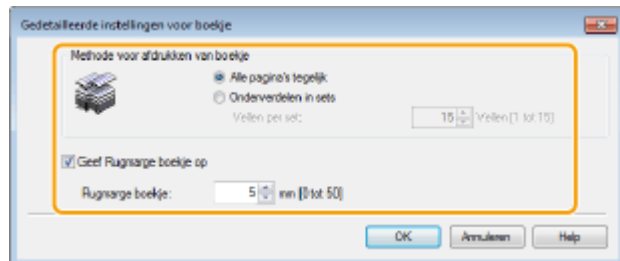 Gedetailleerde instellingen voor boekje
Methode voor afdrukken van boekje
Alle pagina's tegelijk
Onderverdelen in sets
Vellen per set: 15 Vellen [1 tot 15]
Geef Rugmarge boekje op
Rugmarge boekje: 5 mm [0 tot 50]
OK Annuleren Help